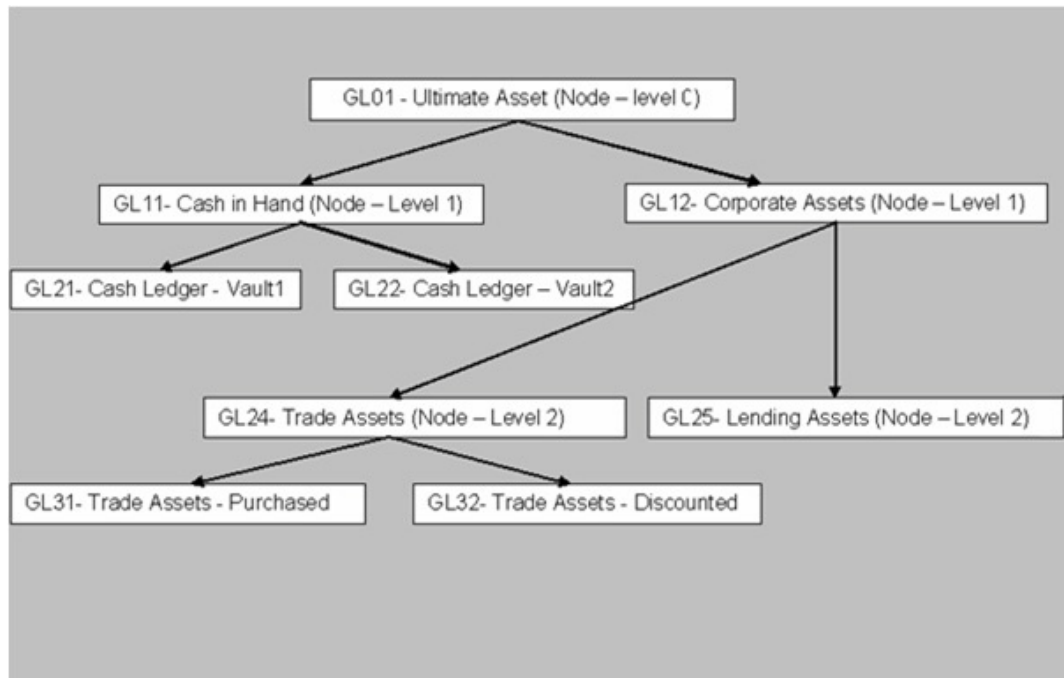 GL01 - Ultimate Asset (Node – level C)
GL11- Cash in Hand (Node – Level 1)
GL12- Corporate Assets (Node – Level 1)
GL21- Cash Ledger - Vault1
GL22- Cash Ledger – Vault2
GL24- Trade Assets (Node – Level 2)
GL25- Lending Assets (Node – Level 2)
GL31- Trade Assets - Purchased
GL32- Trade Assets - Discounted